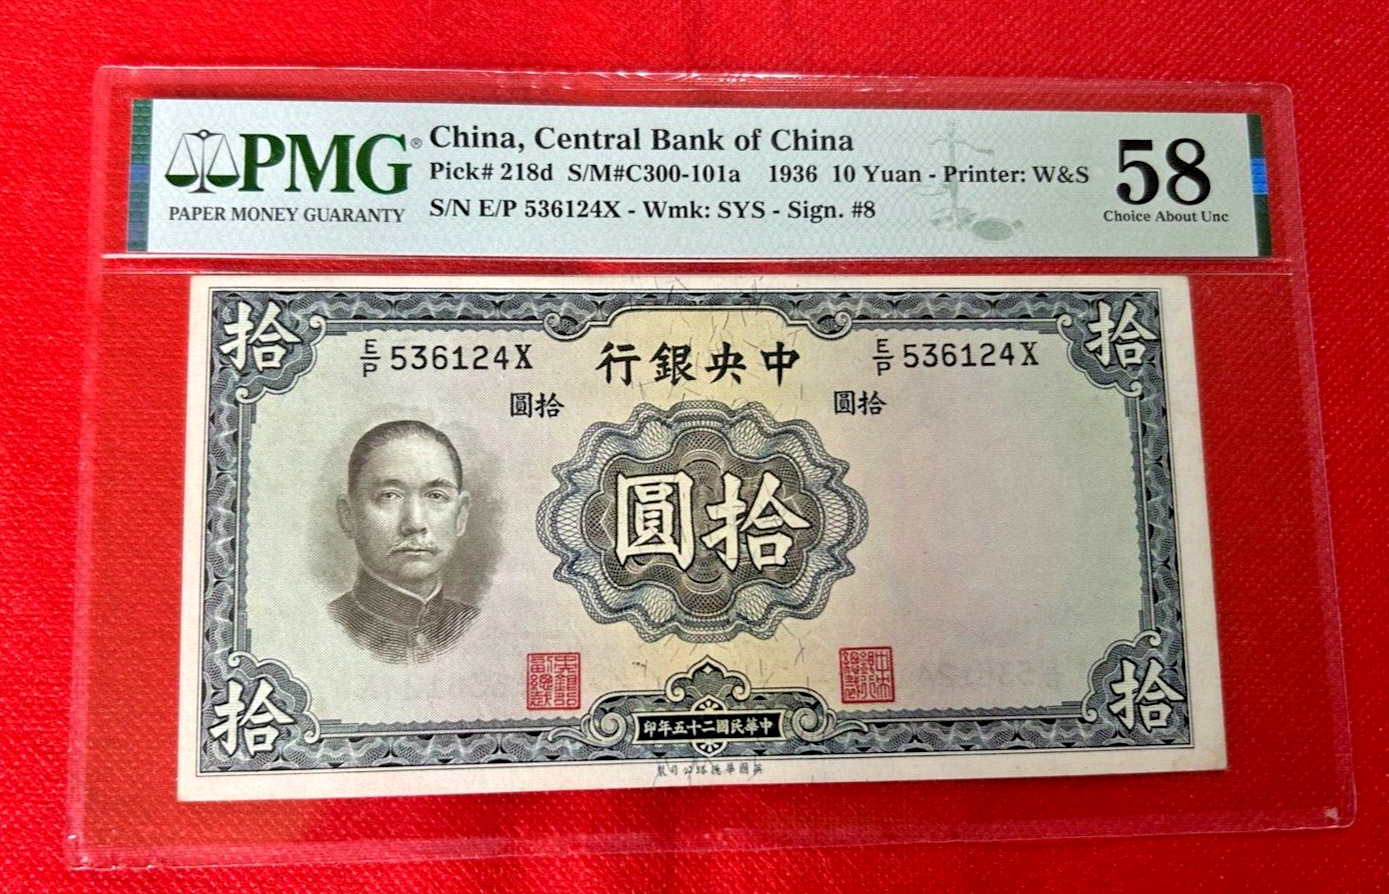 PMG®
PAPER MONEY GUARANTY
China, Central Bank of China
Pick# 218d S/M#C300-101a 1936 10 Yuan - Printer: W&S
S/N E/P 536124X - Wmk: SYS - Sign. #8
58
Choice About Unc
拾
拾
E/P 536124X
行銀央中
E/P 536124X
圓拾
圓拾
圓拾
拾
拾
印年五十二國民華中